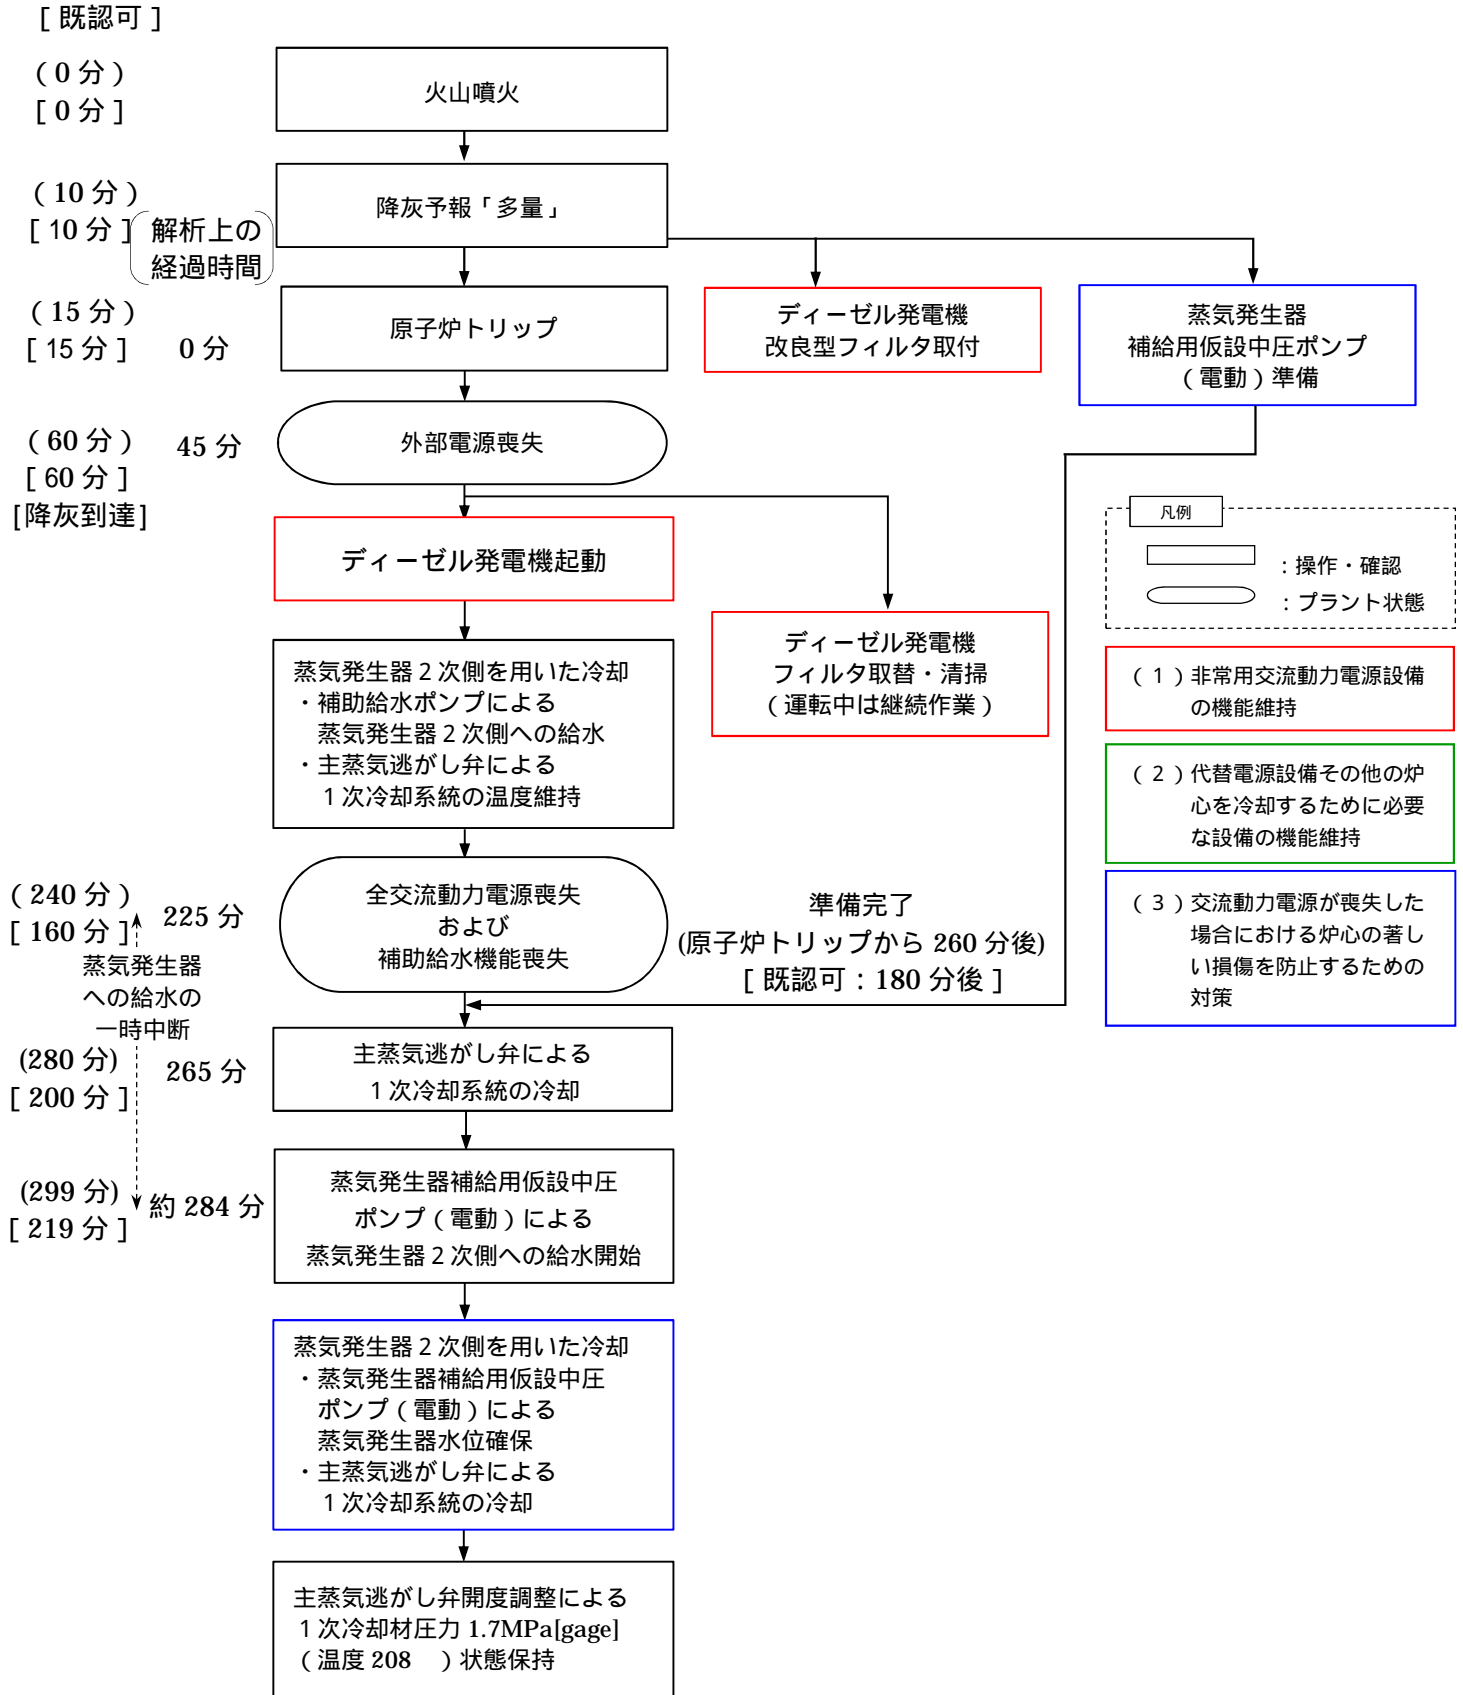 [ 既認可 ]
( 0 分 )
[ 0 分 ]
火山噴火
( 10 分 )
[ 10 分 ]
解析上の
経過時間
降灰予報「多量」
( 15 分 )
[ 15 分 ]
0 分
原子炉トリップ
ディーゼル発電機
改良型フィルタ取付
蒸気発生器
補給用仮設中圧ポンプ
(電動)準備
( 60 分 )
[ 60 分 ]
[降灰到達]
45 分
外部電源喪失
ディーゼル発電機起動
凡例
:操作・確認
:プラント状態
蒸気発生器2次側を用いた冷却
・補助給水ポンプによる
蒸気発生器2次側への給水
・主蒸気逃がし弁による
1次冷却系統の温度維持
ディーゼル発電機
フィルタ取替・清掃
(運転中は継続作業)
(1)非常用交流動力電源設備
の機能維持
(2)代替電源設備その他の炉
心を冷却するために必要
な設備の機能維持
(3)交流動力電源が喪失した
場合における炉心の著し
い損傷を防止するための
対策
( 240 分 )
[ 160 分 ]
225 分
全交流動力電源喪失
および
補助給水機能喪失
準備完了
(原子炉トリップから 260 分後)
[ 既認可:180 分後 ]
蒸気発生器
への給水の
一時中断
(280 分)
[ 200 分 ]
265 分
主蒸気逃がし弁による
1次冷却系統の冷却
(299 分)
[ 219 分 ]
約 284 分
蒸気発生器補給用仮設中圧
ポンプ(電動)による
蒸気発生器2次側への給水開始
蒸気発生器2次側を用いた冷却
・蒸気発生器補給用仮設中圧
ポンプ(電動)による
蒸気発生器水位確保
・主蒸気逃がし弁による
1次冷却系統の冷却
主蒸気逃がし弁開度調整による
1次冷却材圧力 1.7MPa[gage]
(温度 208 )状態保持